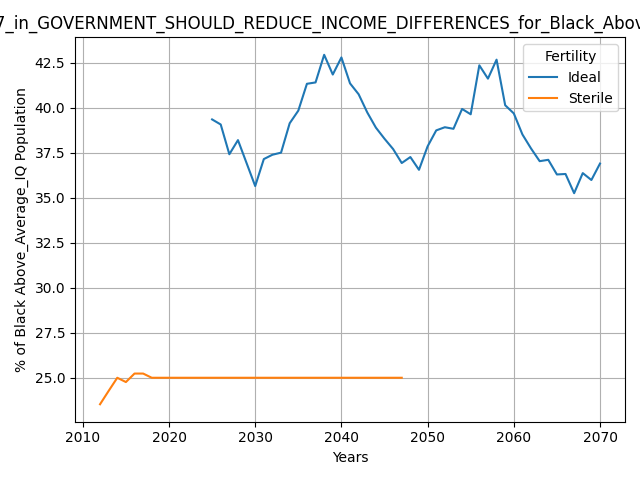 7_in_GOVERNMENT_SHOULD_REDUCE_INCOME_DIFFERENCES_for_Black_Above
Fertility
Ideal
Sterile
% of Black Above_Average_IQ Population
42.5
40.0
37.5
35.0
32.5
30.0
27.5
25.0
2010 2020 2030 2040 2050 2060 2070
Years